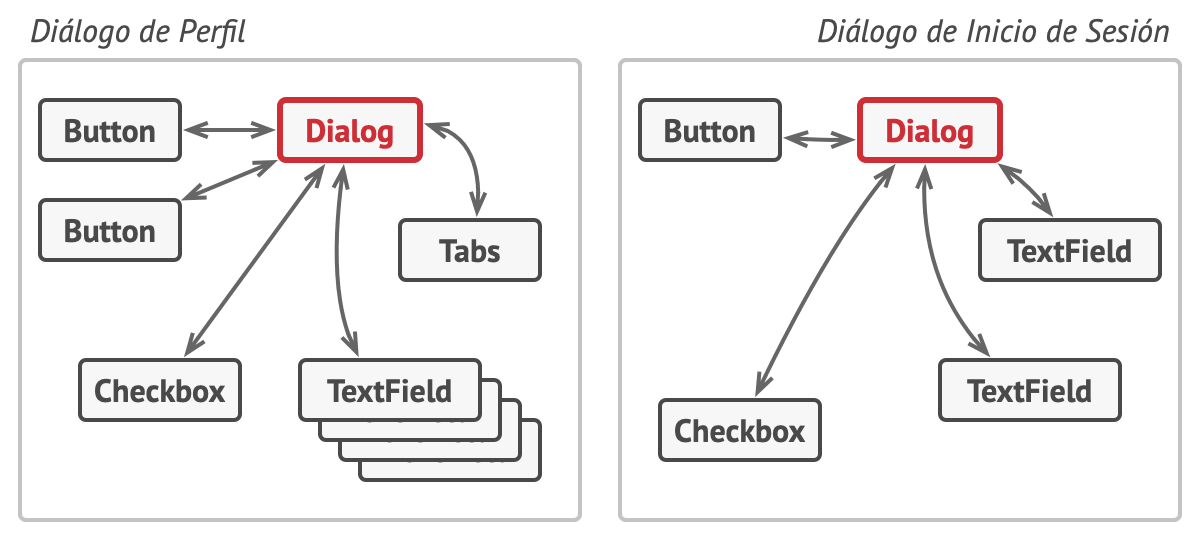 Diálogo de Perfil
Button
Dialog
Button
Tabs
Checkbox
TextField
Diálogo de Inicio de Sesión
Button
Dialog
TextField
TextField
Checkbox